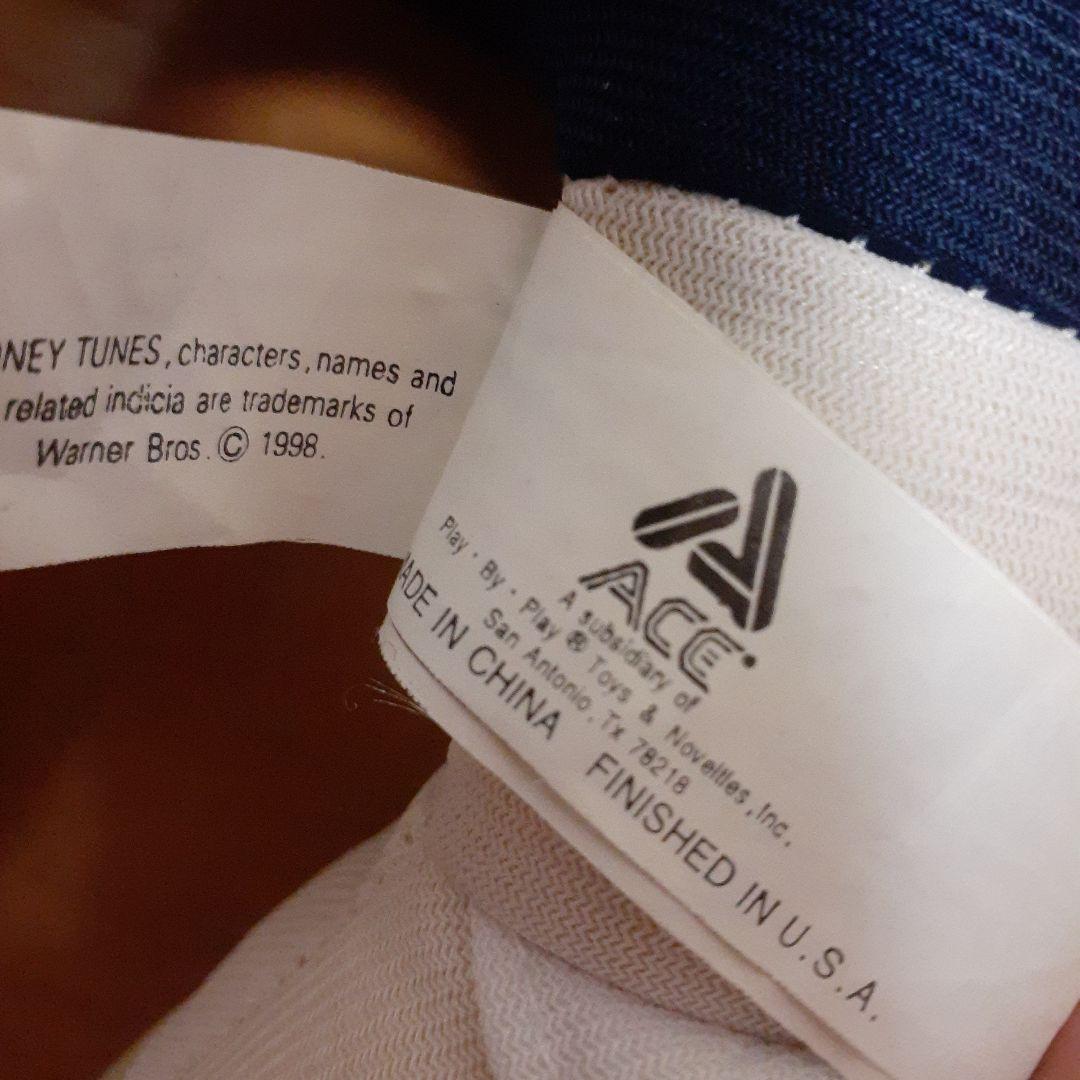 NEY TUNES, characters, names and
related indicia are trademarks of
Warner Bros. © 1998.
ACE
A subsidiary of
Play · By · Play ® Toys & Novelties, Inc.
San Antonio, Tx 78218
ADE IN CHINA FINISHED IN U.S.A.